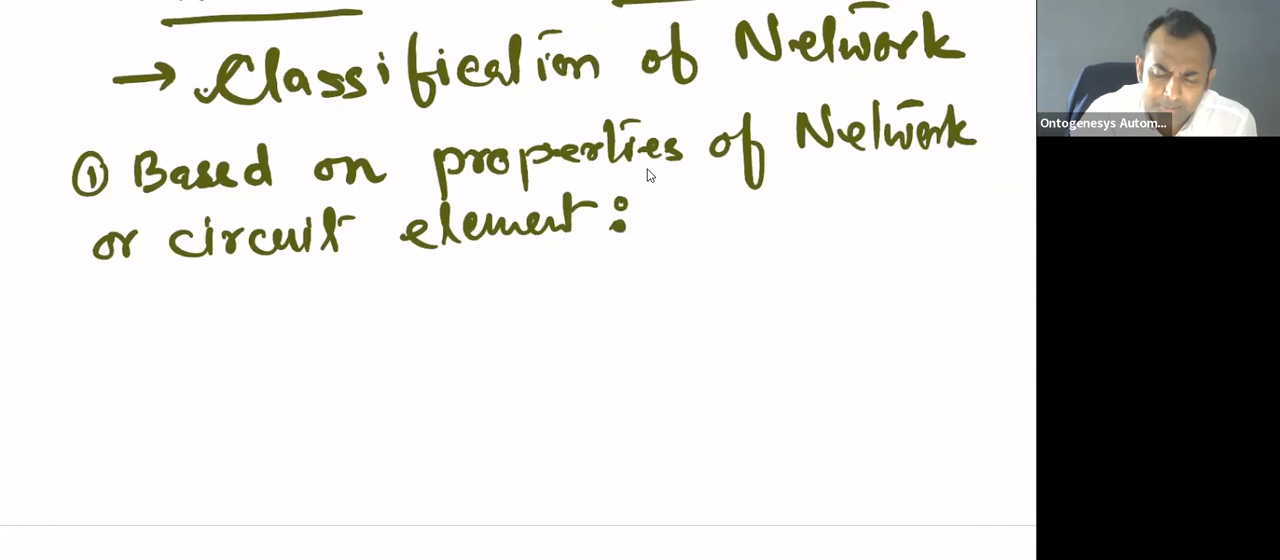 → Classification of Network
① Based on properties of Network
or circuit element:
Ontogenesys Autom...